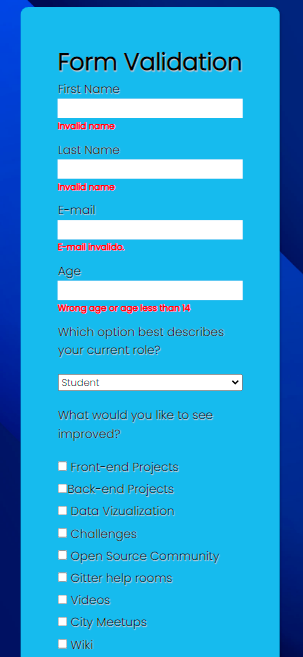 Form Validation
First Name
Invalid name
Last Name
Invalid name
E-mail
E-mail invalido.
Age
Wrong age or age less than 14
Which option best describes
your current role?
Student
What would you like to see
improved?
Front-end Projects
Back-end Projects
Data Vizualization
Challenges
Open Source Community
Gitter help rooms
Videos
City Meetups
Wiki